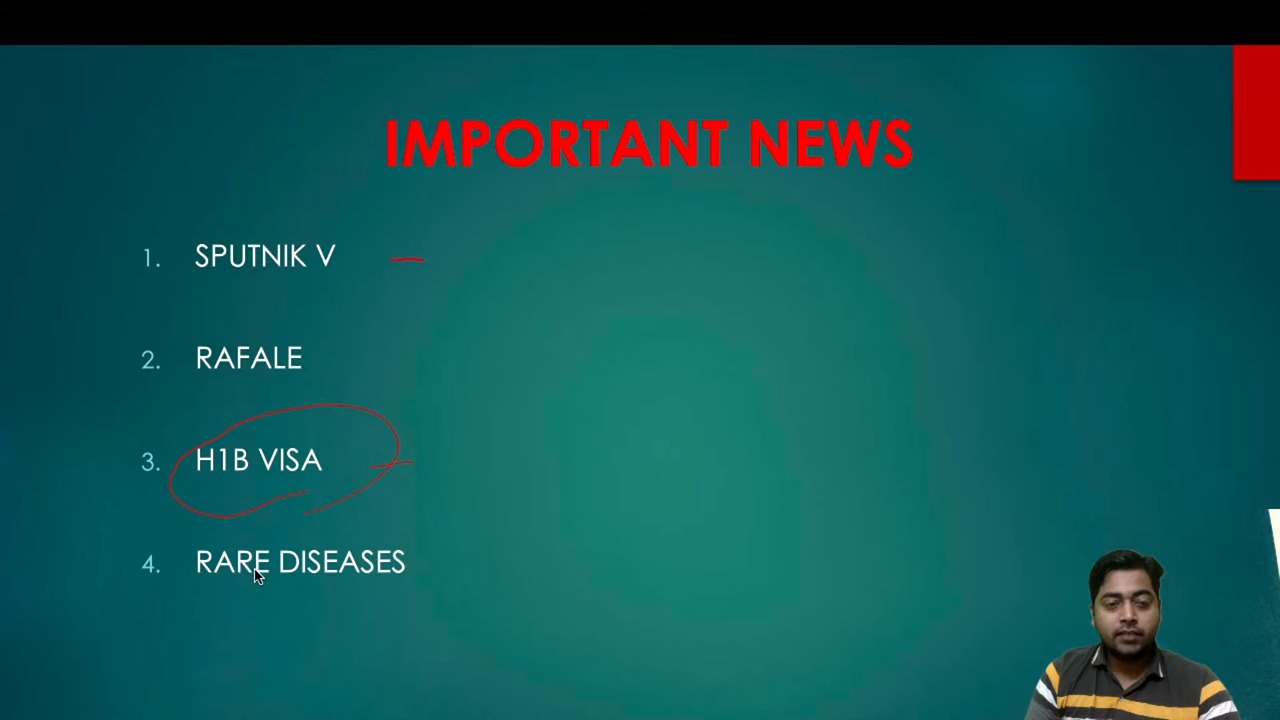 IMPORTANT NEWS
1. SPUTNIK V
2. RAFALE
3. H1B VISA
4. RARE DISEASES